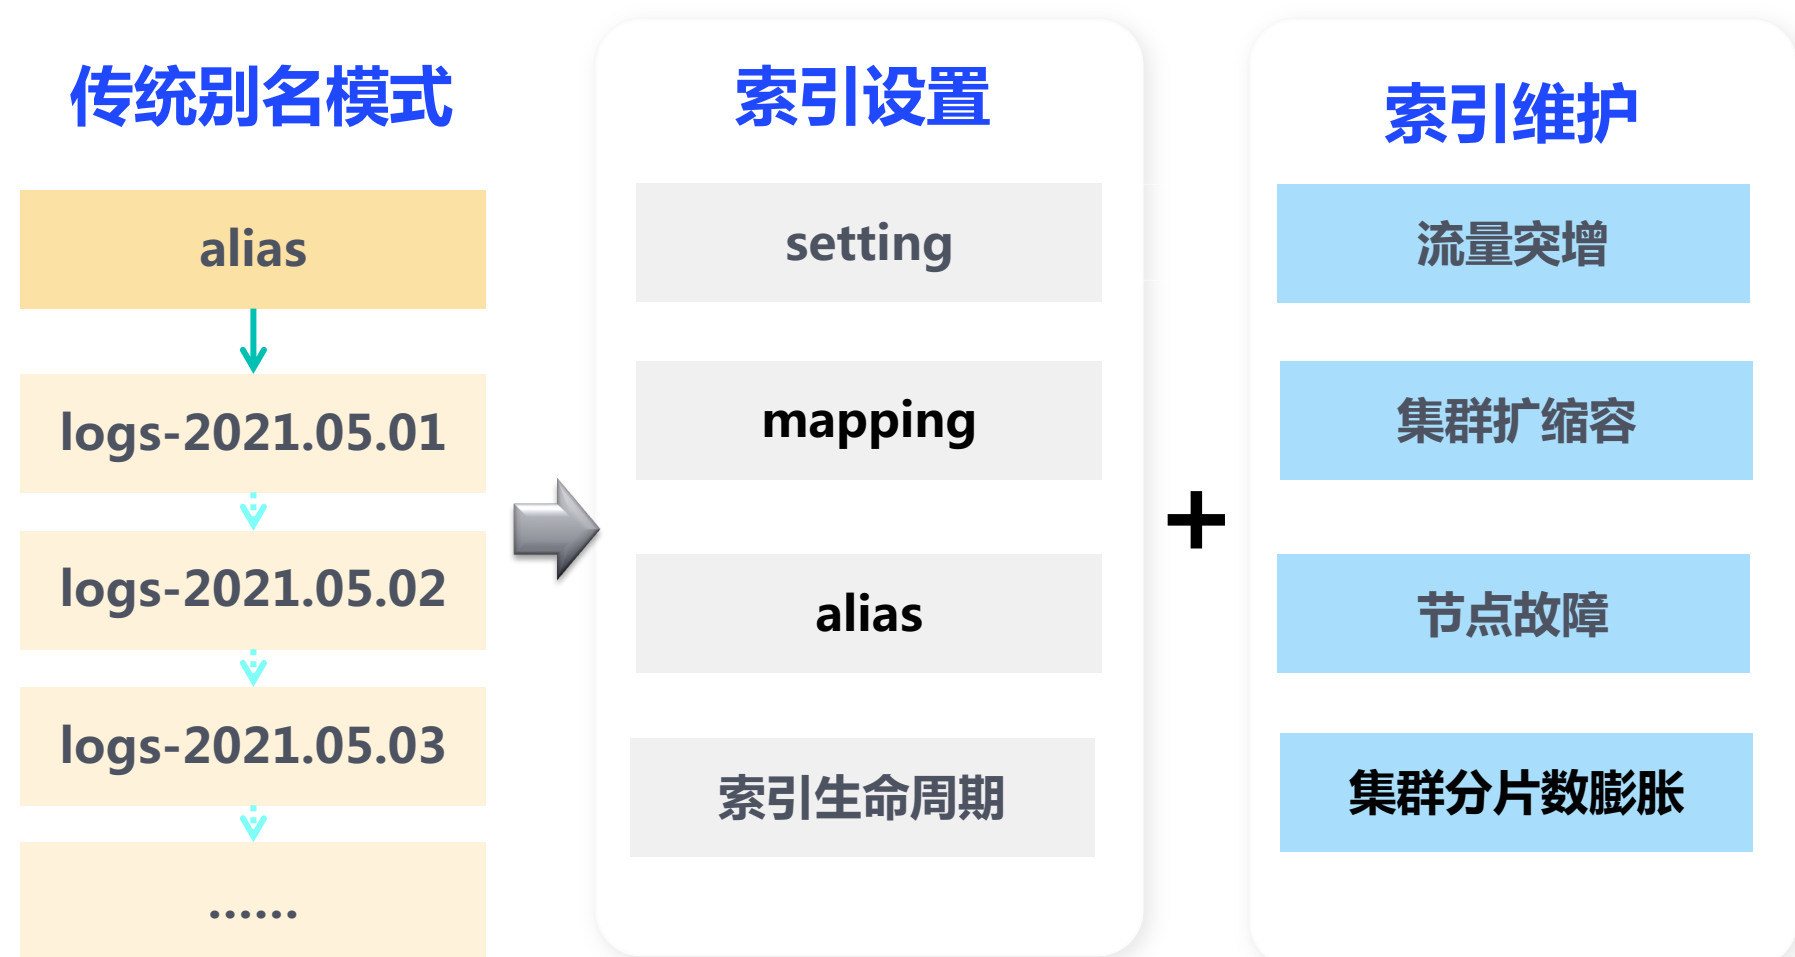 传统别名模式
alias
logs-2021.05.01
logs-2021.05.02
logs-2021.05.03
......
索引设置
setting
mapping
alias
索引生命周期
+
索引维护
流量突增
集群扩缩容
节点故障
集群分片数膨胀